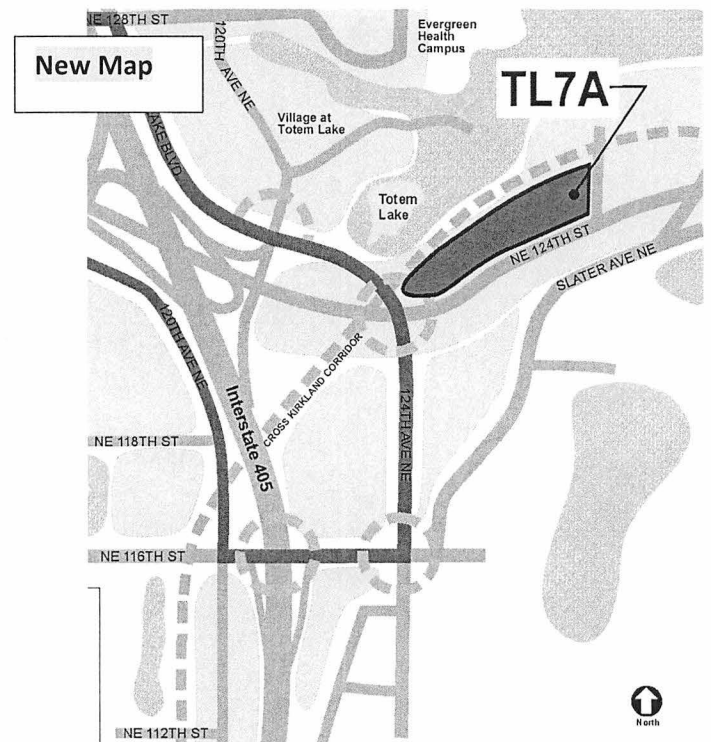 NE 128TH ST
New Map
120TH AVE NE
Evergreen
Health
Campus
TL7A
LAKE BLVD
Village at
Totem Lake
Totem
Lake
NE 124TH ST
SLATER AVE NE
120TH AVE NE
CROSS KIRKLAND CORRIDOR
Interstate 405
124TH AVE NE
NE 118TH ST
NE 116TH ST
NE 112TH ST
North